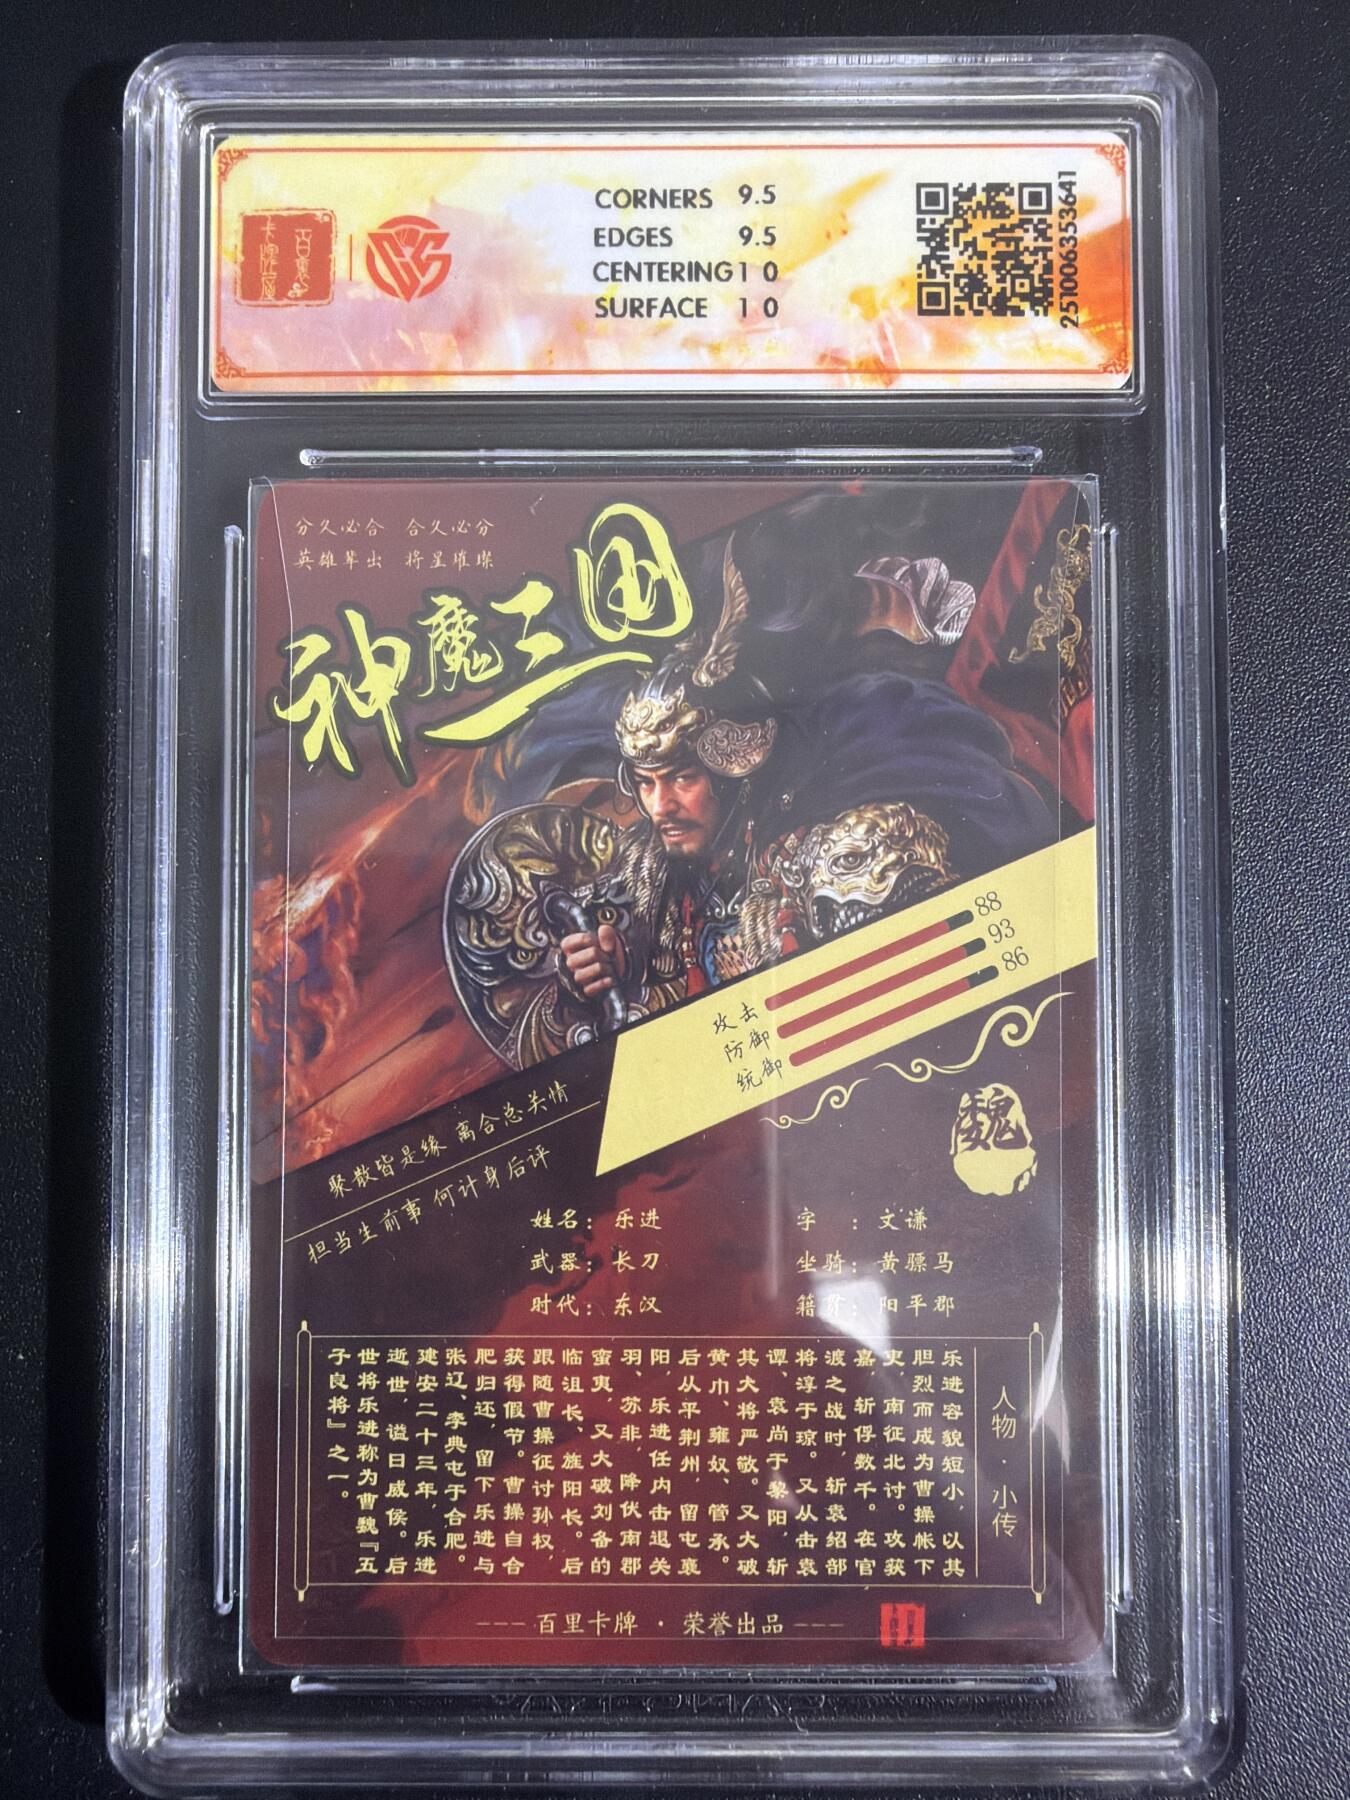 百里
卡牌屋
CORNERS 9.5
EDGES 9.5
CENTERING 10
SURFACE 10
2510063533641
分久必合 合久必分
英雄辈出 将星璀璨
神魔三国
88
93
86
攻击
防御
统御
魏
聚散皆是缘 离合总关情
担当生前事 何计身后评
姓名：乐进 字：文谦
武器：长刀 坐骑：黄骠马
时代：东汉 籍贯：阳平郡
人物·小传
乐进容貌短小，以其
胆烈而成为曹操帐下
吏，南征北讨。攻获
嘉，斩俘数千。在官
渡之战时，斩袁绍部
将淳于琼。又从击袁
谭、袁尚于黎阳，斩
其大将严敬。又大破
黄巾、雍奴、管承。
后从平荆州，留屯襄
阳，乐进任内击退关
羽、苏非，降伏南郡
蛮夷，又大破刘备的
临沮长、旌阳长。后
跟随曹操征讨孙权，
获得假节。曹操自合
肥归还，留下乐进与
张辽、李典屯于合肥。
建安二十三年，乐进
逝世，谥曰威侯。后
世将乐进称为曹魏『五
子良将』之一。
--- 百里卡牌 · 荣誉出品 ---